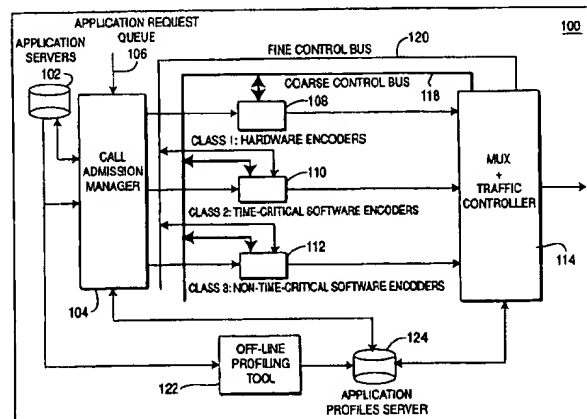 APPLICATION REQUEST
QUEUE
106
APPLICATION
SERVERS
102
FINE CONTROL BUS
120
100
COARSE CONTROL BUS
118
108
CLASS 1: HARDWARE ENCODERS
CALL
ADMISSION
MANAGER
110
CLASS 2: TIME-CRITICAL SOFTWARE ENCODERS
MUX
+
TRAFFIC
CONTROLLER
112
CLASS 3: NON-TIME-CRITICAL SOFTWARE ENCODERS
114
104
OFF-LINE
PROFILING
TOOL
122
124
APPLICATION
PROFILES SERVER